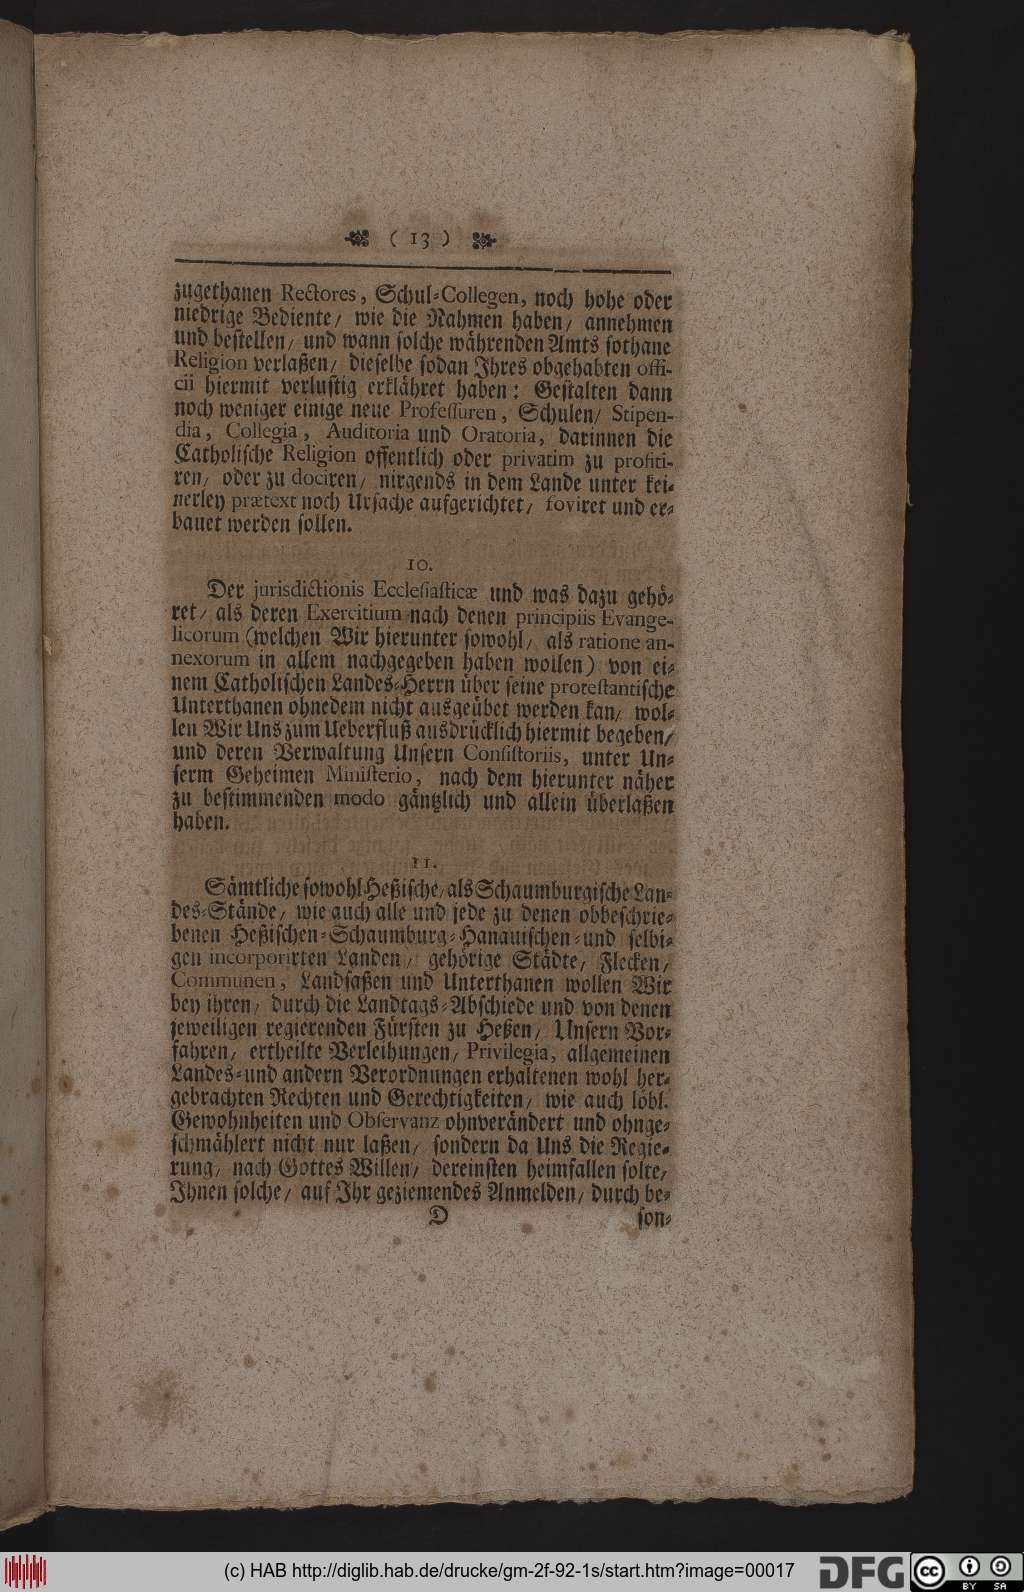 ( 13 )
zugethanen Rectores, Schul-Collegen, noch hohe oder
niedrige Bediente/ wie die Nahmen haben/ annehmen
und bestellen/ und wann solche währenden Amts sothane
Religion verlaßen/ dieselbe sodan Ihres obgehabten offi-
cii hiermit verlustig erklähret haben: Gestalten dann
noch weniger einige neue Professuren, Schulen/ Stipen-
dia, Collegia, Auditoria und Oratoria, darinnen die
Catholische Religion offentlich oder privatim zu profiti-
ren/ oder zu dociren/ nirgends in dem Lande unter kei-
nerley prætext noch Ursache aufgerichtet/ foviret und er-
bauet werden sollen.
10.
Der jurisdictionis Ecclesiasticæ und was dazu gehö-
ret/ als deren Exercitium nach denen principiis Evange-
licorum (welchen Wir hierunter sowohl/ als ratione an-
nexorum in allem nachgegeben haben wollen) von ei-
nem Catholischen Landes-Herrn über seine protestantische
Unterthanen ohnedem nicht ausgeübet werden kan/ wol-
len Wir Uns zum Ueberfluß ausdrücklich hiermit begeben/
und deren Verwaltung Unsern Consistoriis, unter Un-
serm Geheimen Ministerio, nach dem hierunter näher
zu bestimmenden modo gäntzlich und allein überlaßen
haben.
11.
Sämtliche sowohl Heßische/ als Schaumburgische Lan-
des-Stände/ wie auch alle und jede zu denen obbeschrie-
benen Heßischen-Schaumburg-Hanauischen-und selbi-
gen incorporirten Landen/ gehörige Städte/ Flecken/
Communen, Landsaßen und Unterthanen wollen Wir
bey ihren/ durch die Landtags-Abschiede und von denen
jeweiligen regierenden Fürsten zu Heßen/ Unsern Vor-
fahren/ ertheilte Verleihungen/ Privilegia, allgemeinen
Landes-und andern Verordnungen erhaltenen wohl her-
gebrachten Rechten und Gerechtigkeiten/ wie auch löbl.
Gewohnheiten und Observanz ohnverändert und ohnge-
schmählert nicht nur laßen/ sondern da Uns die Regie-
rung/ nach Gottes Willen/ dereinsten heimfallen solte/
Ihnen solche/ auf Ihr geziemendes Anmelden/ durch be-
D son-
(c) HAB http://diglib.hab.de/drucke/gm-2f-92-1s/start.htm?image=00017 DFG cc BY SA